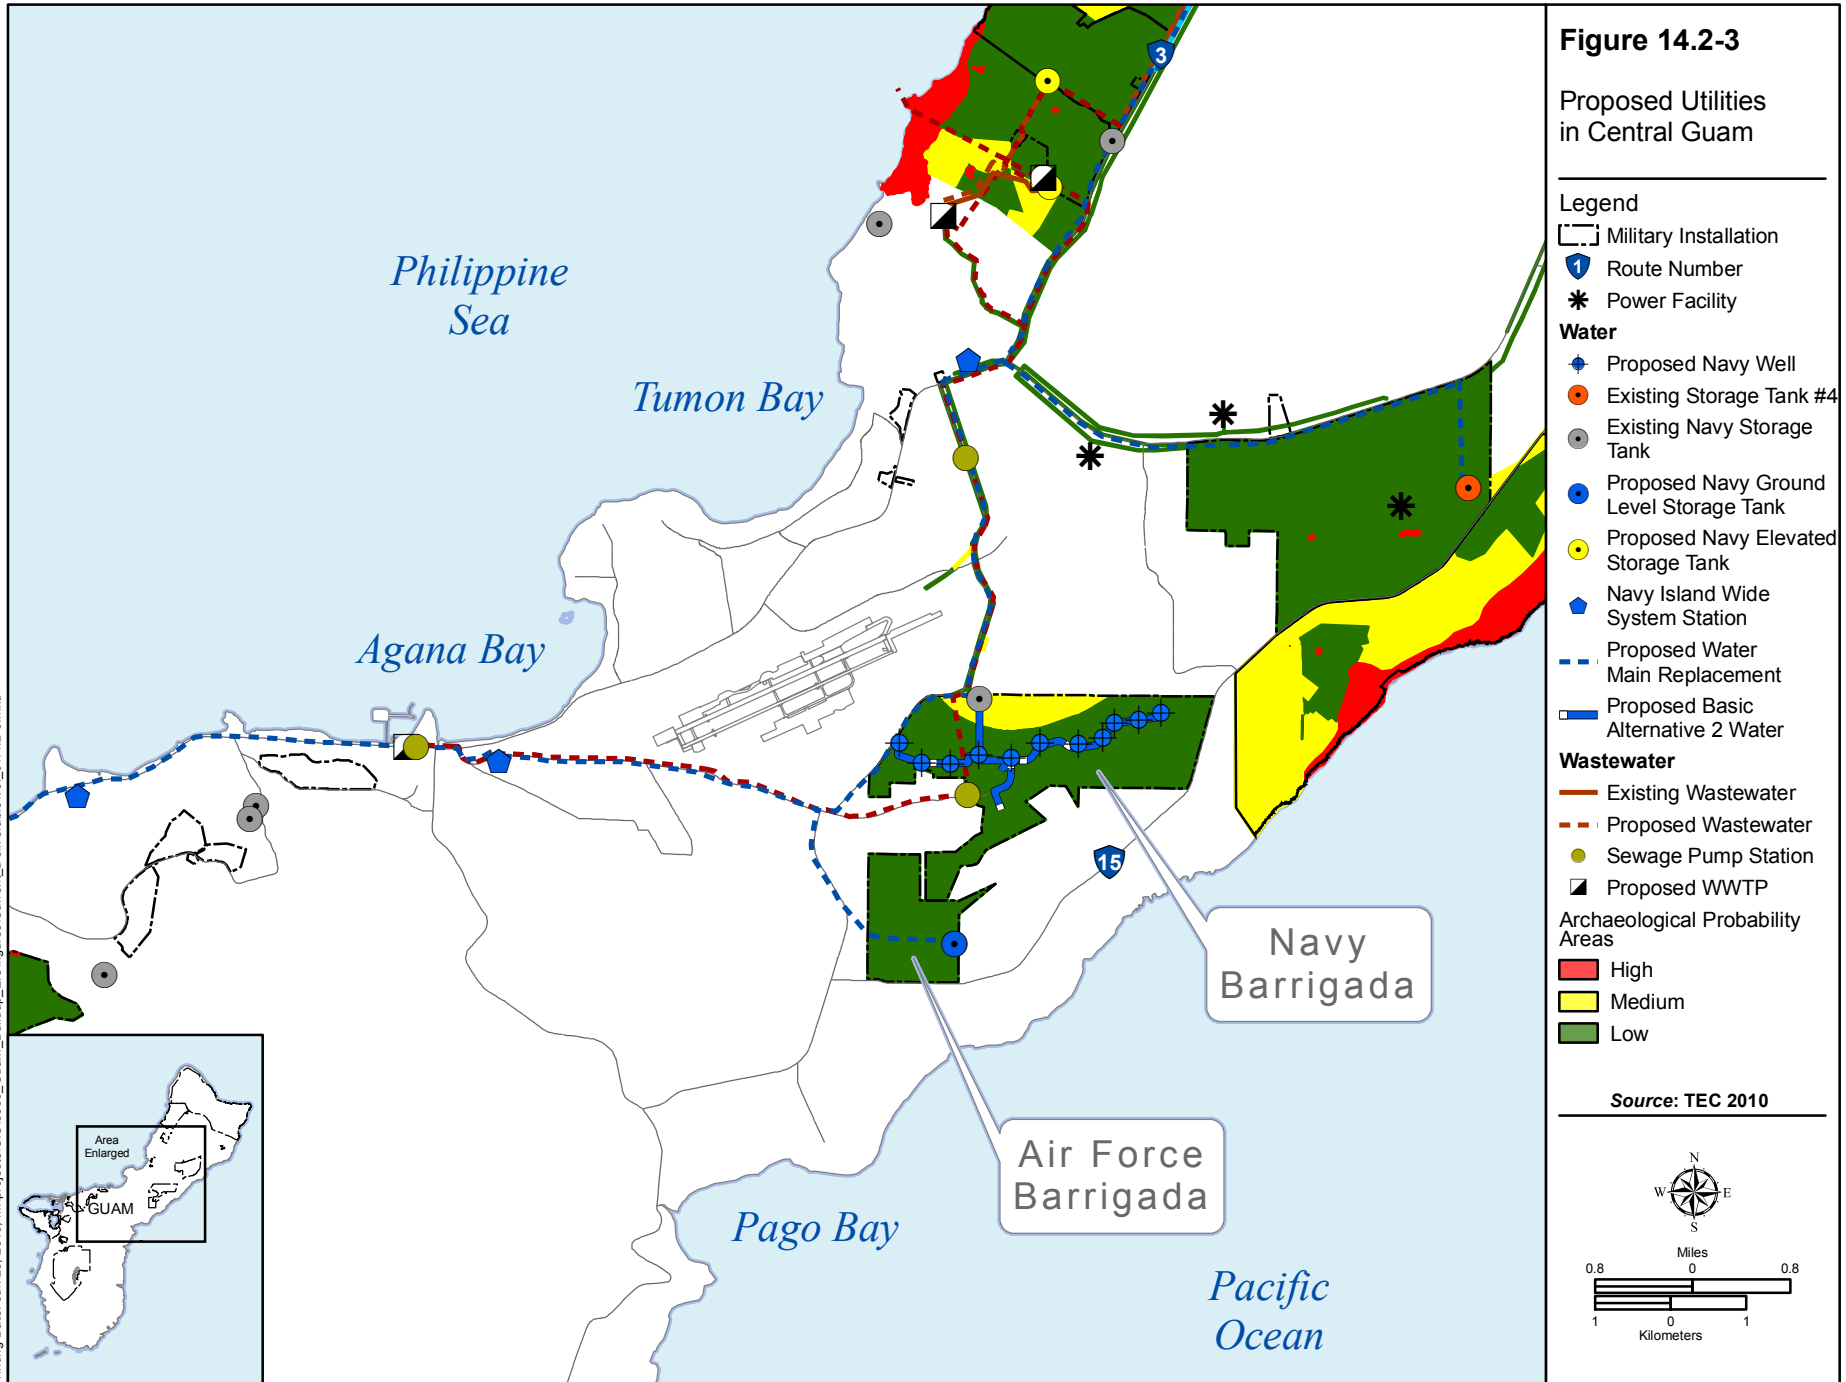 Figure 14.2-3
Proposed Utilities
in Central Guam
Legend
Military Installation
1
Route Number
Power Facility
Water
Proposed Navy Well
Existing Storage Tank #4
Existing Navy Storage
Tank
Proposed Navy Ground
Level Storage Tank
Proposed Navy Elevated
Storage Tank
Navy Island Wide
System Station
Proposed Water
Main Replacement
Proposed Basic
Alternative 2 Water
Wastewater
Existing Wastewater
Proposed Wastewater
Sewage Pump Station
Proposed WWTP
Archaeological Probability
Areas
High
Medium
Low
Source: TEC 2010
N
W E
S
Miles
0.8 0 0.8
1 0 1
Kilometers
3
Philippine
Sea
Tumon Bay
Agana Bay
15
Navy
Barrigada
Air Force
Barrigada
Pago Bay
Pacific
Ocean
Area
Enlarged
GUAM